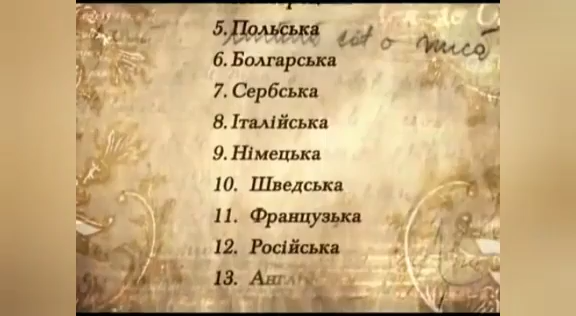 5. Польська
6. Болгарська
7. Сербська
8. Італійська
9. Німецька
10. Шведська
11. Французька
12. Російська
13.